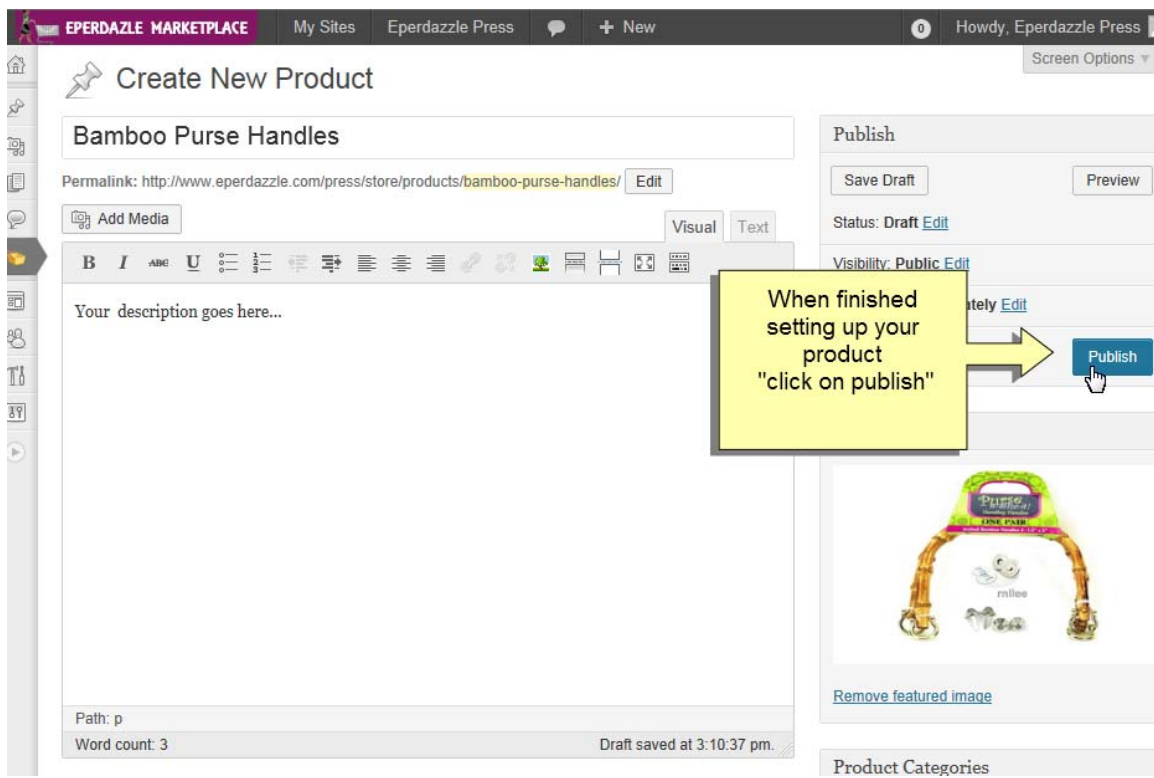 EPERDAZLE MARKETPLACE My Sites Eperdazzle Press + New 0 Howdy, Eperdazzle Press
Screen Options
Create New Product
Bamboo Purse Handles
Permalink: http://www.eperdazzle.com/press/store/products/bamboo-purse-handles/ Edit
Add Media
Visual Text
B I ABC U
Your description goes here...
Path: p
Word count: 3 Draft saved at 3:10:37 pm.
Publish
Save Draft Preview
Status: Draft Edit
Visibility: Public Edit
tely Edit
Publish
When finished
setting up your
product
"click on publish"
ONE PAIR
Remove featured image
Product Categories